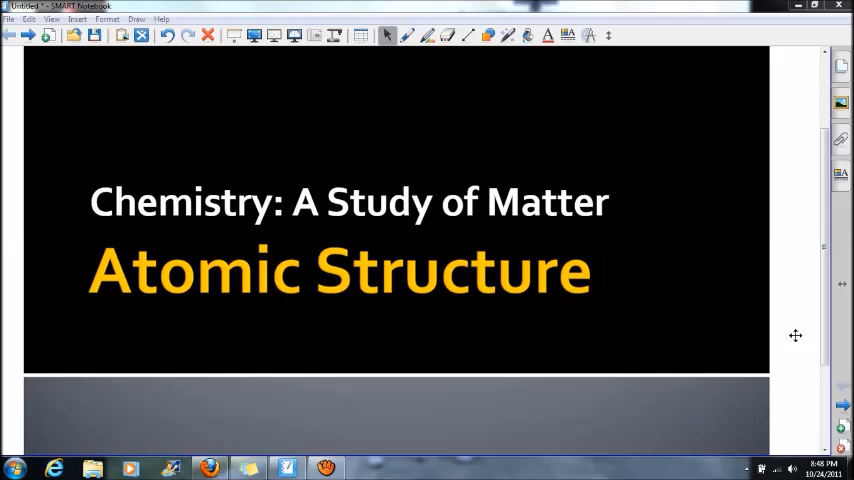 Untitled * - SMART Notebook
File Edit View Insert Format Draw Help
Chemistry: A Study of Matter
Atomic Structure
8:48 PM
10/24/2011